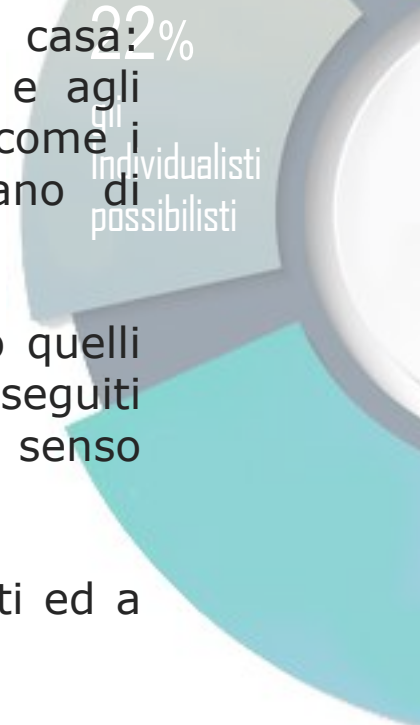 casa:
e agli
come i
ano di
o quelli
seguiti
senso
ti ed a
22%
gli
Individualisti
possibilisti